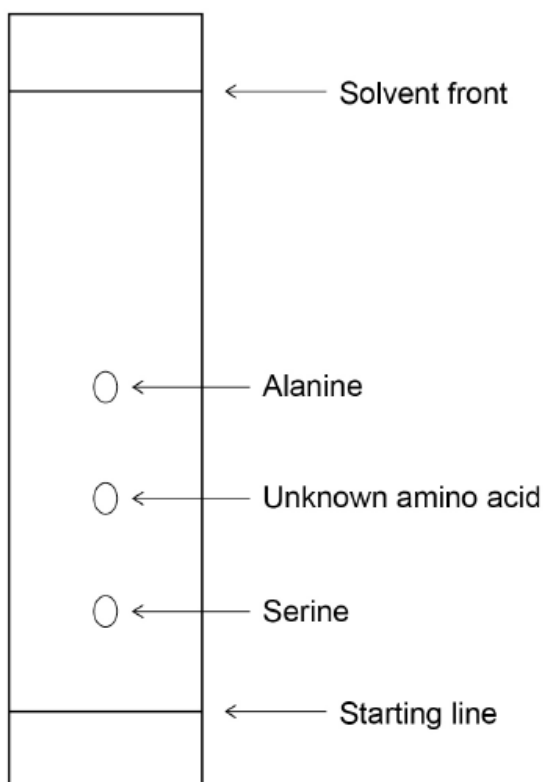 Solvent front
Alanine
Unknown amino acid
Serine
Starting line